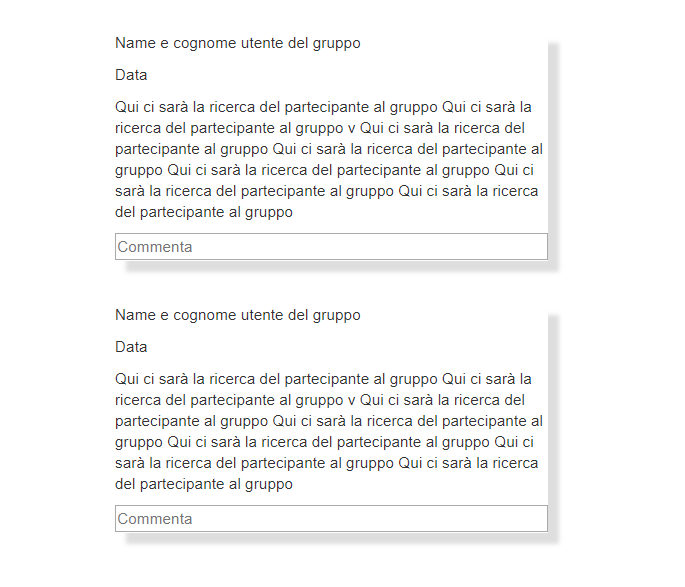 Name e cognome utente del gruppo
Data
Qui ci sarà la ricerca del partecipante al gruppo Qui ci sarà la
ricerca del partecipante al gruppo v Qui ci sarà la ricerca del
partecipante al gruppo Qui ci sarà la ricerca del partecipante al
gruppo Qui ci sarà la ricerca del partecipante al gruppo Qui ci
sarà la ricerca del partecipante al gruppo Qui ci sarà la ricerca
del partecipante al gruppo
Commenta
Name e cognome utente del gruppo
Data
Qui ci sarà la ricerca del partecipante al gruppo Qui ci sarà la
ricerca del partecipante al gruppo v Qui ci sarà la ricerca del
partecipante al gruppo Qui ci sarà la ricerca del partecipante al
gruppo Qui ci sarà la ricerca del partecipante al gruppo Qui ci
sarà la ricerca del partecipante al gruppo Qui ci sarà la ricerca
del partecipante al gruppo
Commenta